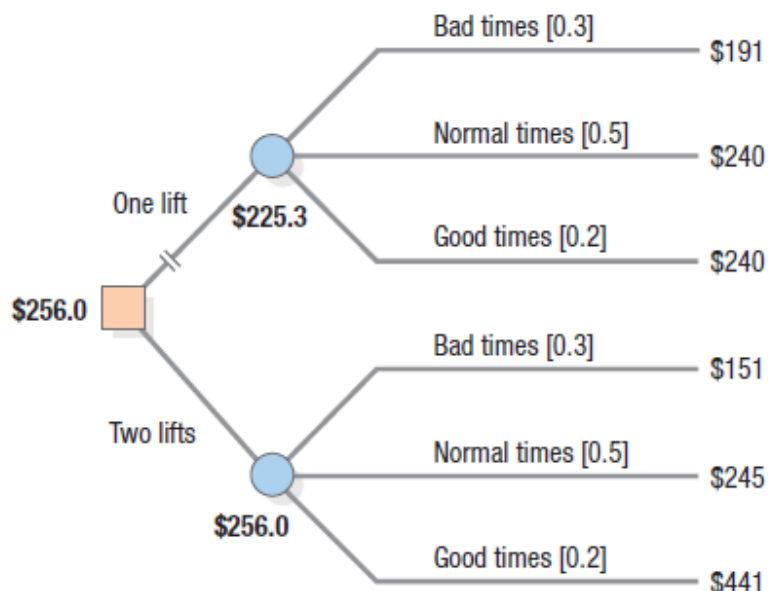 Bad times [0.3]
$191
Normal times [0.5]
$240
One lift
$225.3
Good times [0.2]
$240
$256.0
Bad times [0.3]
$151
Two lifts
Normal times [0.5]
$245
$256.0
Good times [0.2]
$441